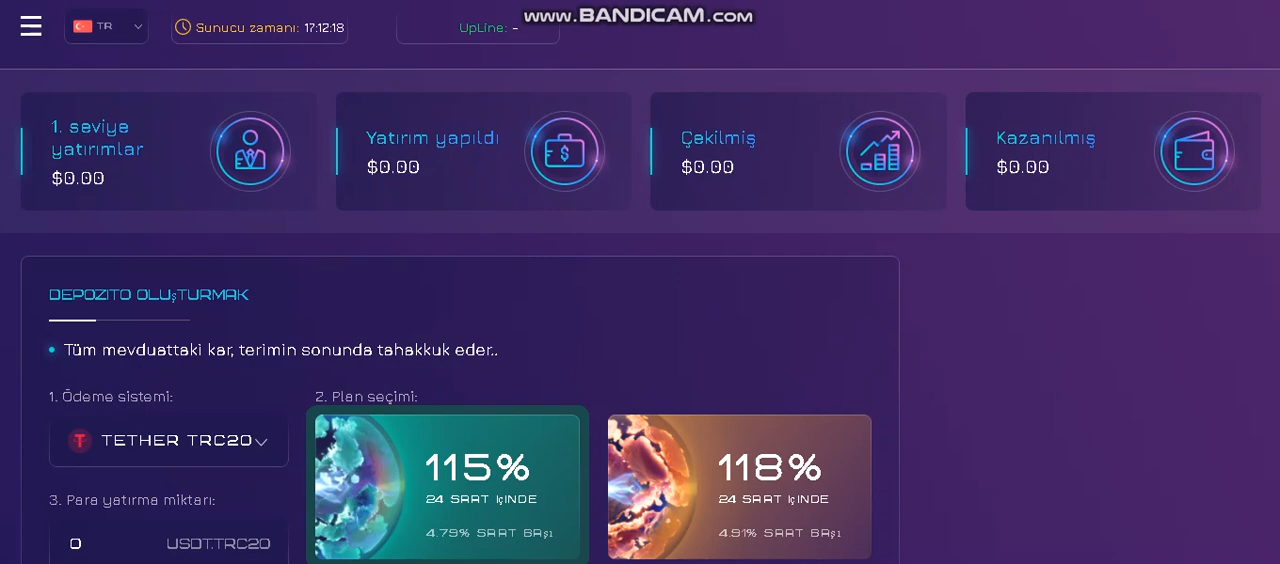 www.BANDICAM.com
TR
Sunucu zamanı: 17:12:18
UpLine: -
1. seviye
yatırımlar
$0.00
Yatırım yapıldı
$0.00
Çekilmiş
$0.00
Kazanılmış
$0.00
DEPOZITO OLUşTURMAK
Tüm mevduattaki kar, terimin sonunda tahakkuk eder..
1. Ödeme sistemi:
TETHER TRC20
2. Plan seçimi:
115%
24 SAAT IçINDE
4.79% SAAT BAşı
118%
24 SAAT IçINDE
4.91% SAAT BAşı
3. Para yatırma miktarı:
0 USDT.TRC20